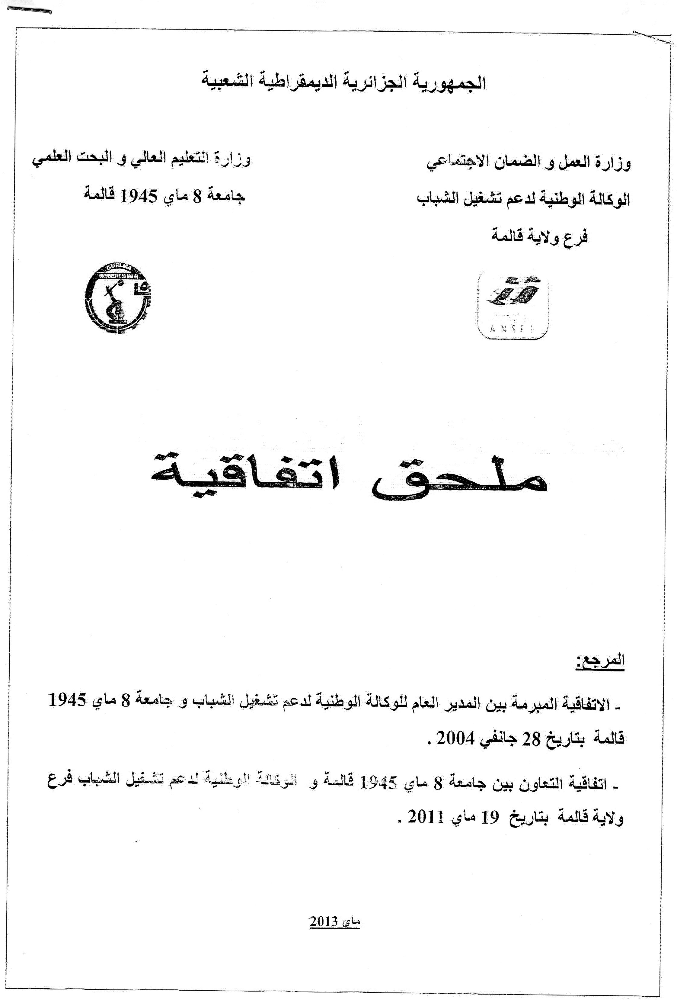 الجمهورية الجزائرية الديمقراطية الشعبية
وزارة العمل و الضمان الاجتماعي
الوكالة الوطنية لدعم تشغيل الشباب
فرع ولاية قالمة
وزارة التعليم العالي و البحت العلمي
جامعة 8 ماي 1945 قالمة
ANSEJ
GUELMA
UNIVERSITE 08 MAI 45
ملحق اتفاقية
المرجع:
- الاتفاقية المبرمة بين المدير العام للوكالة الوطنية لدعم تشغيل الشباب و جامعة 8 ماي 1945
قالمة بتاريخ 28 جانفي 2004 .
- اتفاقية التعاون بين جامعة 8 ماي 1945 قالمة و الوكالة الوطنية لدعم تشغيل الشباب فرع
ولاية قالمة بتاريخ 19 ماي 2011 .
ماي 2013